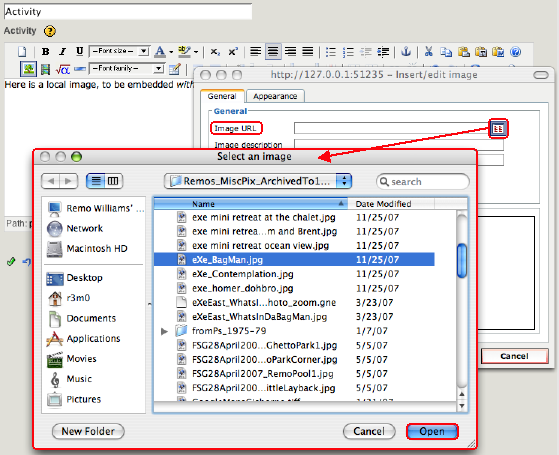 Activity
Activity ?
B I U -- Font size -- A ab x₂ x²
-- Font family --
http://127.0.0.1:51235 – Insert/edit image
Here is a local image, to be embedded with
General Appearance
General
Image URL
Image description
Select an image
Remos_MiscPix_ArchivedTo1... search
Remo Williams'
Network
Macintosh HD
Desktop
r3m0
Documents
Applications
Movies
Music
Pictures
Name Date Modified
exe mini retreat at the chalet.jpg 11/25/07
exe mini retrea...m and Brent.jpg 11/25/07
exe mini retreat ocean view.jpg 11/25/07
eXe_BagMan.jpg 11/25/07
eXe_Contemplation.jpg 11/25/07
exe_homer_dohbro.jpg 11/25/07
eXeEast_WhatsIn...hoto_zoom.gne 3/23/07
eXeEast_WhatsInDaBagMan.jpg 3/23/07
fromPs_1975-79 1/7/07
FSG28April200...GhettoPark1.jpg 5/5/07
FSG28April200...oParkCorner.jpg 5/5/07
FSG28April2007_RemoPool1.jpg 5/5/07
FSG28April200...ittleLayback.jpg 5/5/07
Path:
Cancel
New Folder Cancel Open